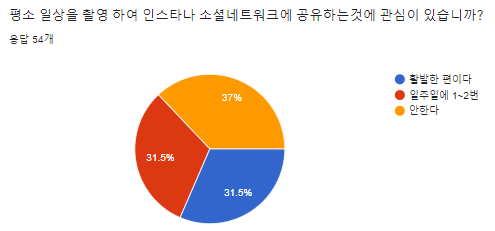 평소 일상을 촬영 하여 인스타나 소셜네트워크에 공유하는것에 관심이 있습니까?
응답 54개
37%
31.5%
31.5%
활발한 편이다
일주일에 1~2번
안한다